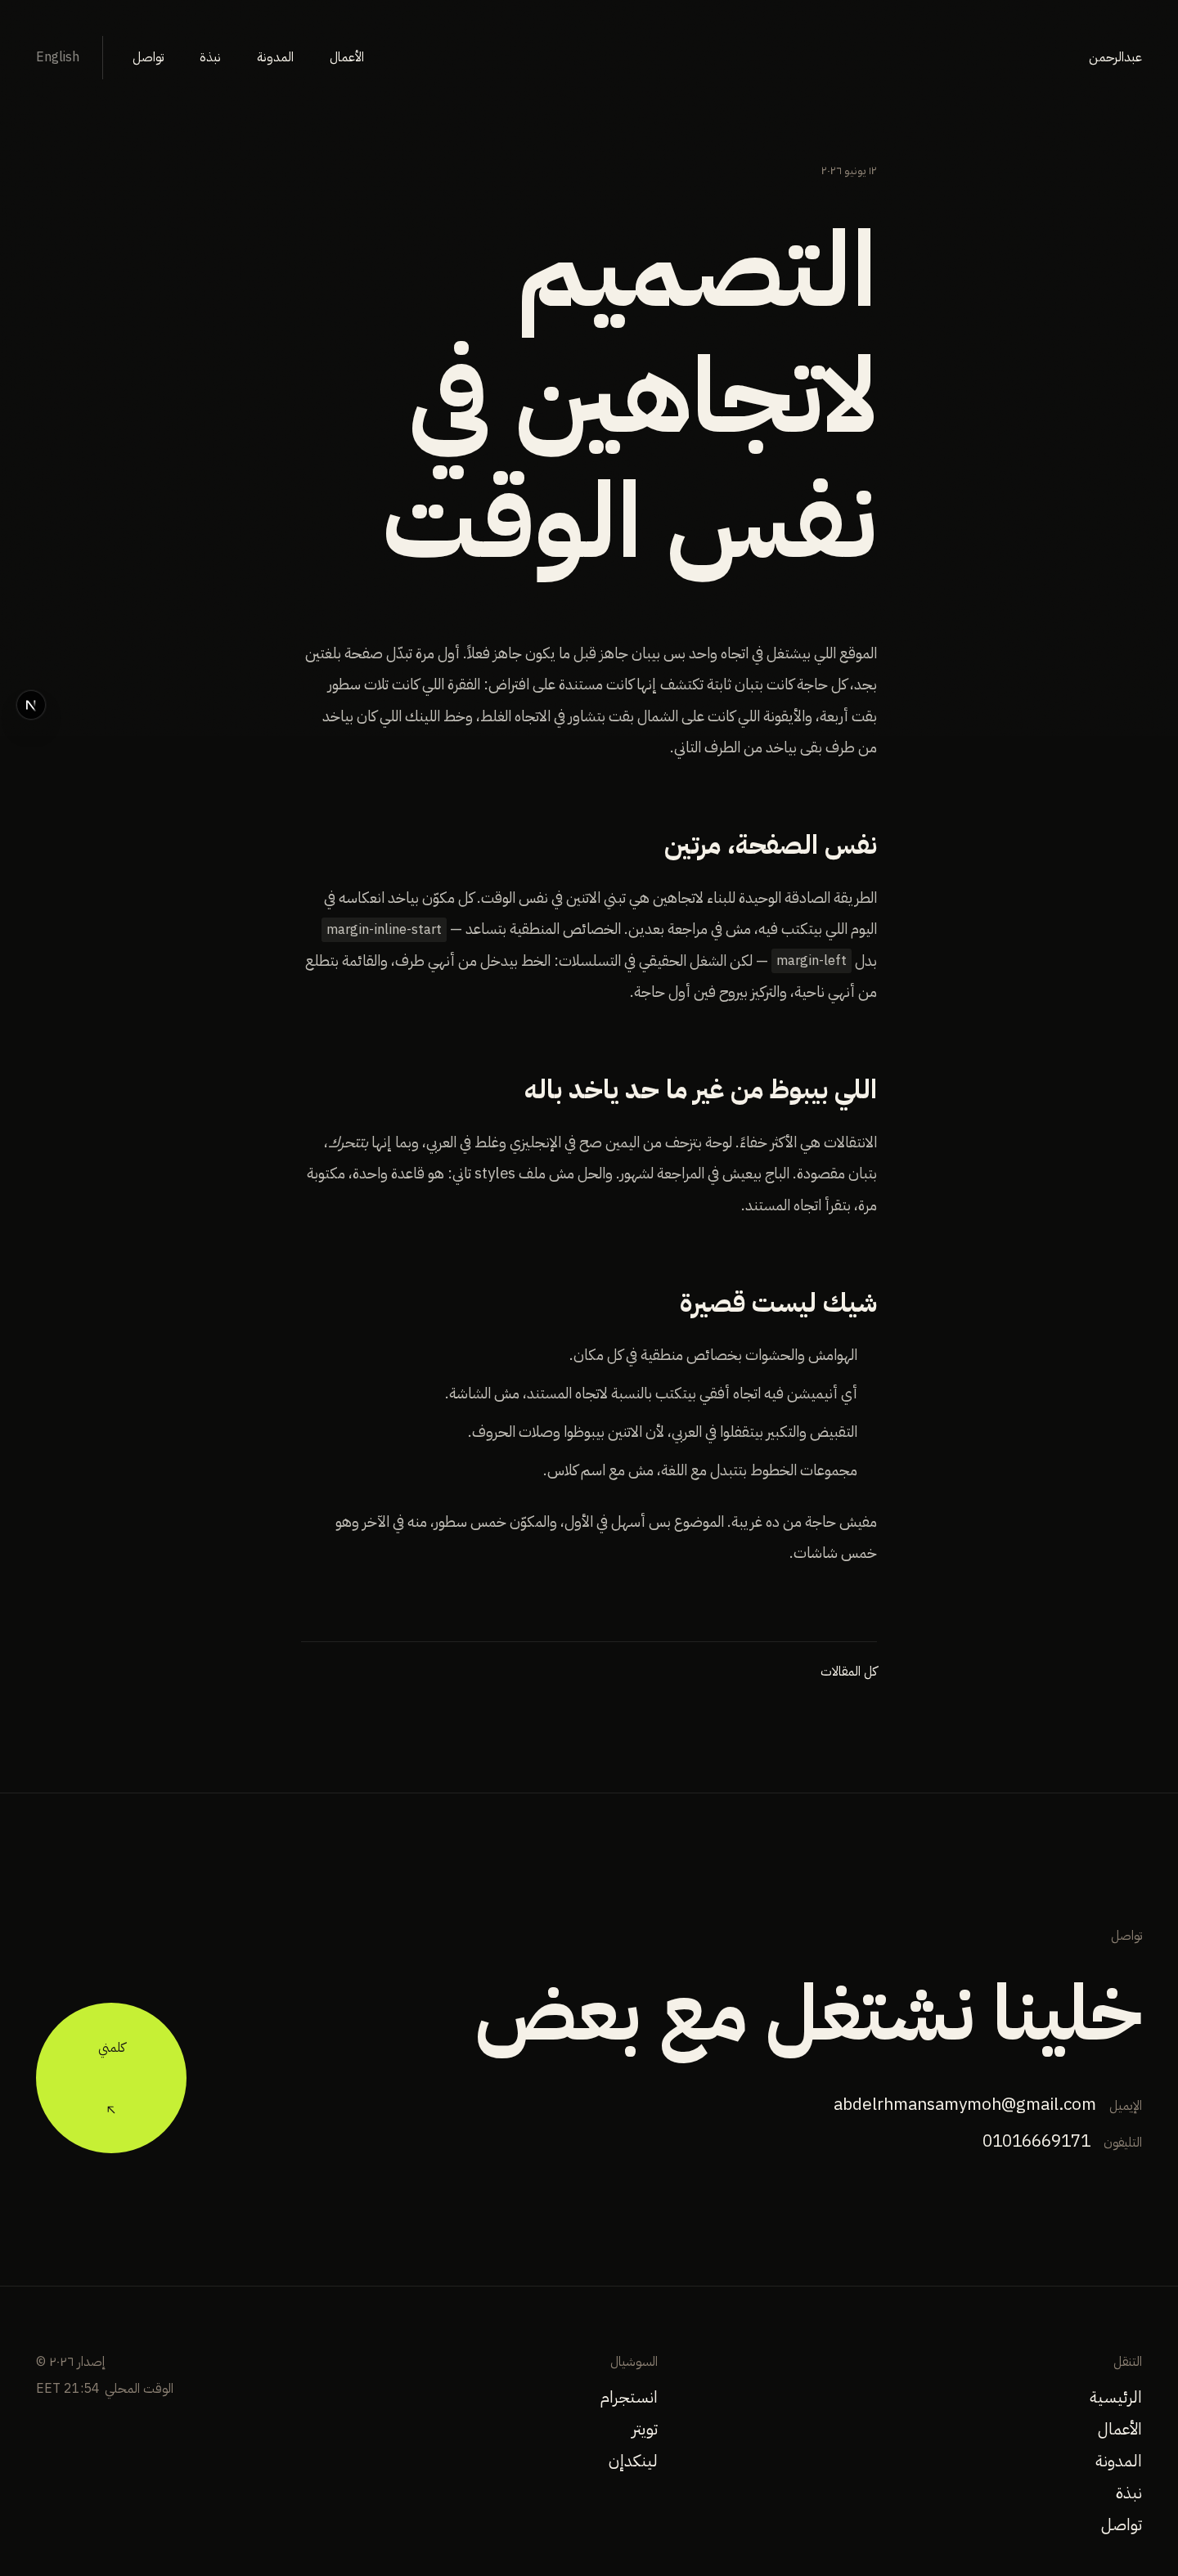 عبدالرحمن
الأعمال
المدونة
نبذة
تواصل
English
١٢ يونيو ٢٠٢٦
التصميم
لاتجاهين في
نفس الوقت
الموقع اللي بيشتغل في اتجاه واحد بس بيبان جاهز قبل ما يكون جاهز فعلاً. أول مرة تبدّل صفحة بلغتين
بجد، كل حاجة كانت بتبان ثابتة تكتشف إنها كانت مستندة على افتراض: الفقرة اللي كانت تلات سطور
بقت أربعة، والأيقونة اللي كانت على الشمال بقت بتشاور في الاتجاه الغلط، وخط اللينك اللي كان بياخد
من طرف بقى بياخد من الطرف التاني.
نفس الصفحة، مرتين
الطريقة الصادقة الوحيدة للبناء لاتجاهين هي تبني الاتنين في نفس الوقت. كل مكوّن بياخد انعكاسه في
اليوم اللي بيتكتب فيه، مش في مراجعة بعدين. الخصائص المنطقية بتساعد — margin-inline-start
بدل margin-left — لكن الشغل الحقيقي في التسلسلات: الخط بيدخل من أنهي طرف، والقائمة بتطلع
من أنهي ناحية، والتركيز بيروح فين أول حاجة.
اللي بيبوظ من غير ما حد ياخد باله
الانتقالات هي الأكثر خفاءً. لوحة بتزحف من اليمين صح في الإنجليزي وغلط في العربي، وبما إنها بتتحرك،
بتبان مقصودة. الباج بيعيش في المراجعة لشهور. والحل مش ملف styles تاني: هو قاعدة واحدة، مكتوبة
مرة، بتقرأ اتجاه المستند.
شيك ليست قصيرة
الهوامش والحشوات بخصائص منطقية في كل مكان.
أي أنيميشن فيه اتجاه أفقي بيتكتب بالنسبة لاتجاه المستند، مش الشاشة.
التقبيض والتكبير بيتقفلوا في العربي، لأن الاتنين بيبوظوا وصلات الحروف.
مجموعات الخطوط بتتبدل مع اللغة، مش مع اسم كلاس.
مفيش حاجة من ده غريبة. الموضوع بس أسهل في الأول، والمكوّن خمس سطور، منه في الآخر وهو
خمس شاشات.
كل المقالات
تواصل
خلينا نشتغل مع بعض
كلمني
الإيميل abdelrhmansamymoh@gmail.com
التليفون 01016669171
التنقل
الرئيسية
الأعمال
المدونة
نبذة
تواصل
السوشيال
انستجرام
تويتر
لينكدإن
إصدار ٢٠٢٦ ©
الوقت المحلي 21:54 EET